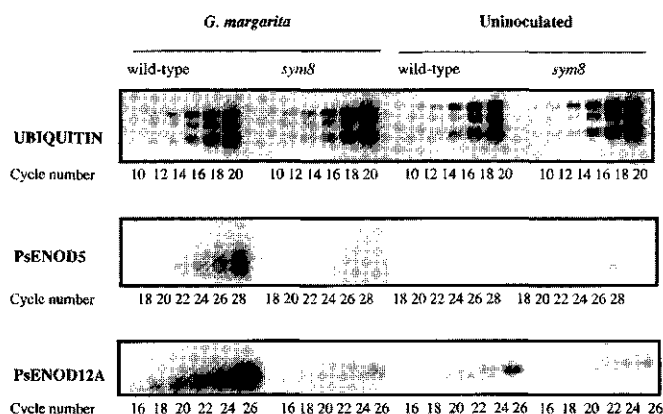 G. margarita Uninoculated
wild-type sym8 wild-type sym8
UBIQUITIN
Cycle number 10 12 14 16 18 20 10 12 14 16 18 20 10 12 14 16 18 20 10 12 14 16 18 20
PsENOD5
Cycle number 18 20 22 24 26 28 18 20 22 24 26 28 18 20 22 24 26 28 18 20 22 24 26 28
PsENOD12A
Cycle number 16 18 20 22 24 26 16 18 20 22 24 26 16 18 20 22 24 26 16 18 20 22 24 26